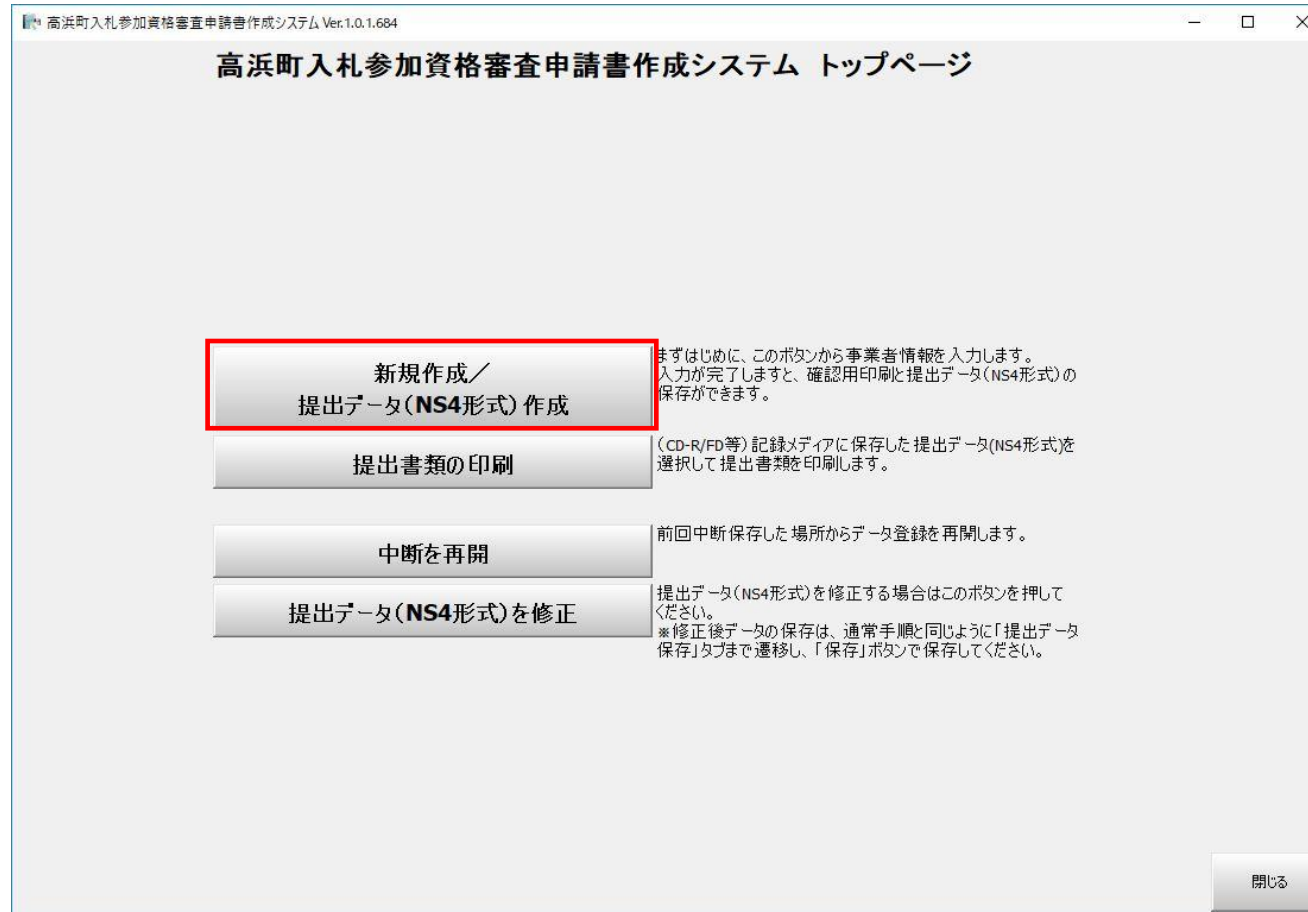 高浜町入札参加資格審査申請書作成システム Ver.1.0.1.684
高浜町入札参加資格審査申請書作成システム トップページ
新規作成／
提出データ(NS4形式)作成
まずはじめに、このボタンから事業者情報を入力します。
入力が完了しますと、確認用印刷と提出データ(NS4形式)の
保存ができます。
提出書類の印刷
(CD-R/FD等)記録メディアに保存した提出データ(NS4形式)を
選択して提出書類を印刷します。
中断を再開
前回中断保存した場所からデータ登録を再開します。
提出データ(NS4形式)を修正
提出データ(NS4形式)を修正する場合はこのボタンを押して
ください。
※修正後データの保存は、通常手順と同じように「提出データ
保存」タブまで遷移し、「保存」ボタンで保存してください。
閉じる